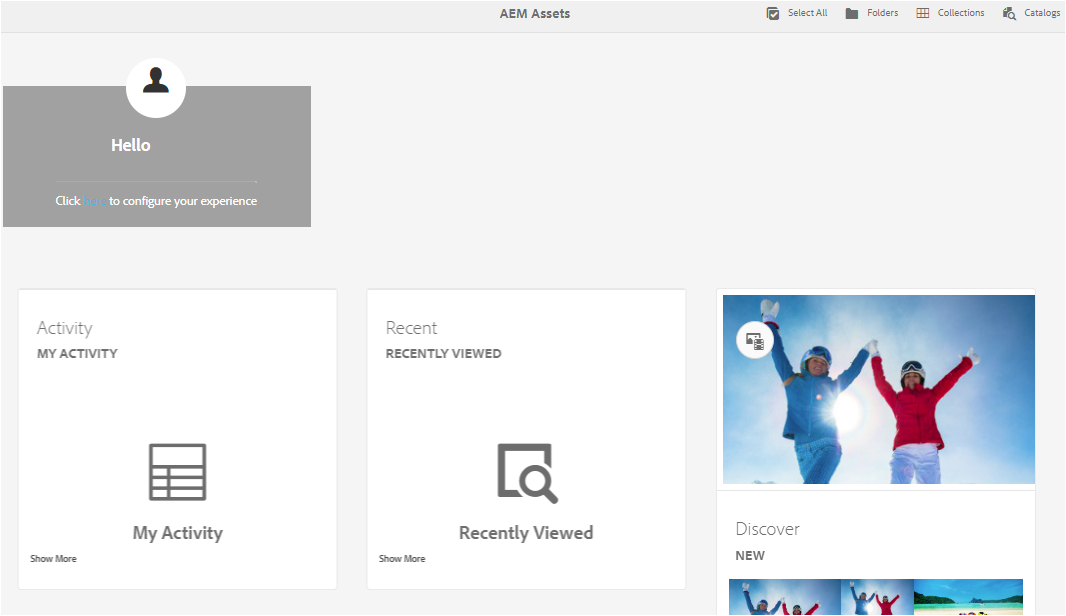 AEM Assets
Select All
Folders
Collections
Catalogs
Hello
Click here to configure your experience
Activity
MY ACTIVITY
My Activity
Show More
Recent
RECENTLY VIEWED
Recently Viewed
Show More
Discover
NEW